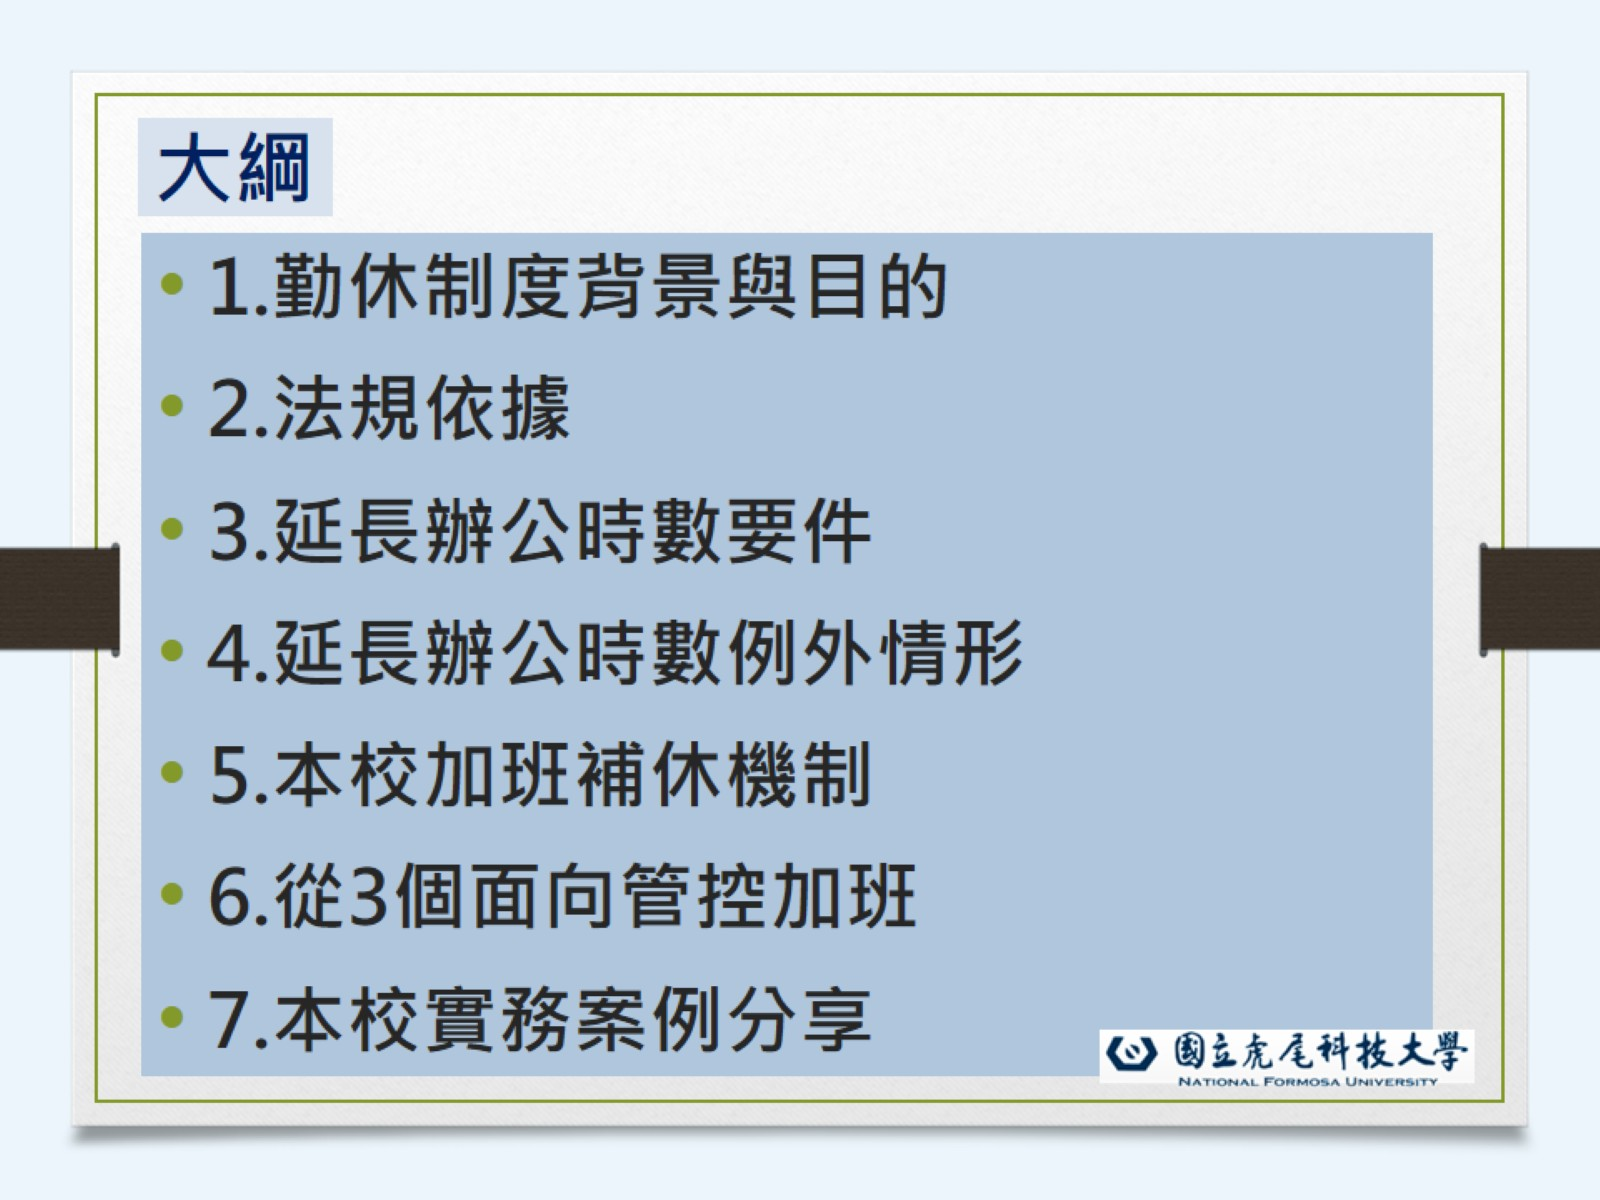 大綱
• 1.勤休制度背景與目的
• 2.法規依據
• 3.延長辦公時數要件
• 4.延長辦公時數例外情形
• 5.本校加班補休機制
• 6.從3個面向管控加班
• 7.本校實務案例分享
國立虎尾科技大學
NATIONAL FORMOSA UNIVERSITY